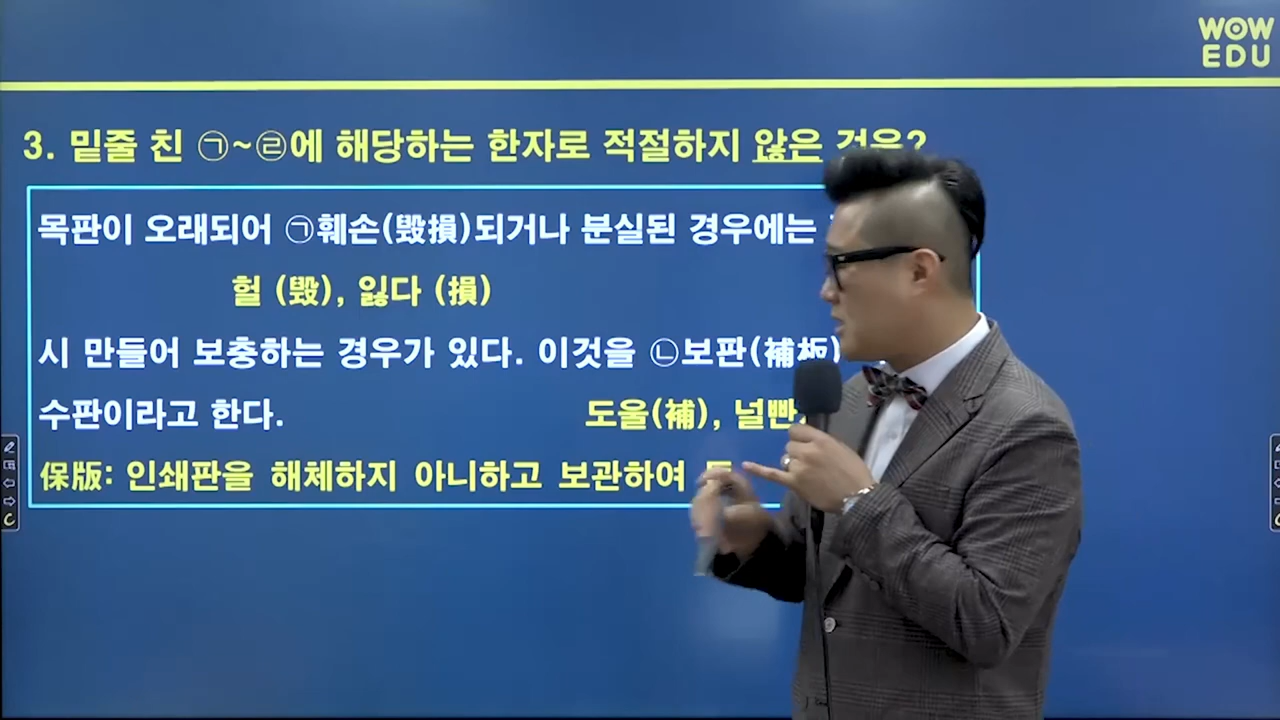 WOW
EDU
3. 밑줄 친 ㉠~㉣에 해당하는 한자로 적절하지 않은 것은?
목판이 오래되어 ㉠훼손(毁損)되거나 분실된 경우에는
헐 (毁), 잃다 (損)
시 만들어 보충하는 경우가 있다. 이것을 ㉡보판(補板)
수판이라고 한다.
도울(補), 널빤
保版: 인쇄판을 해체하지 아니하고 보관하여